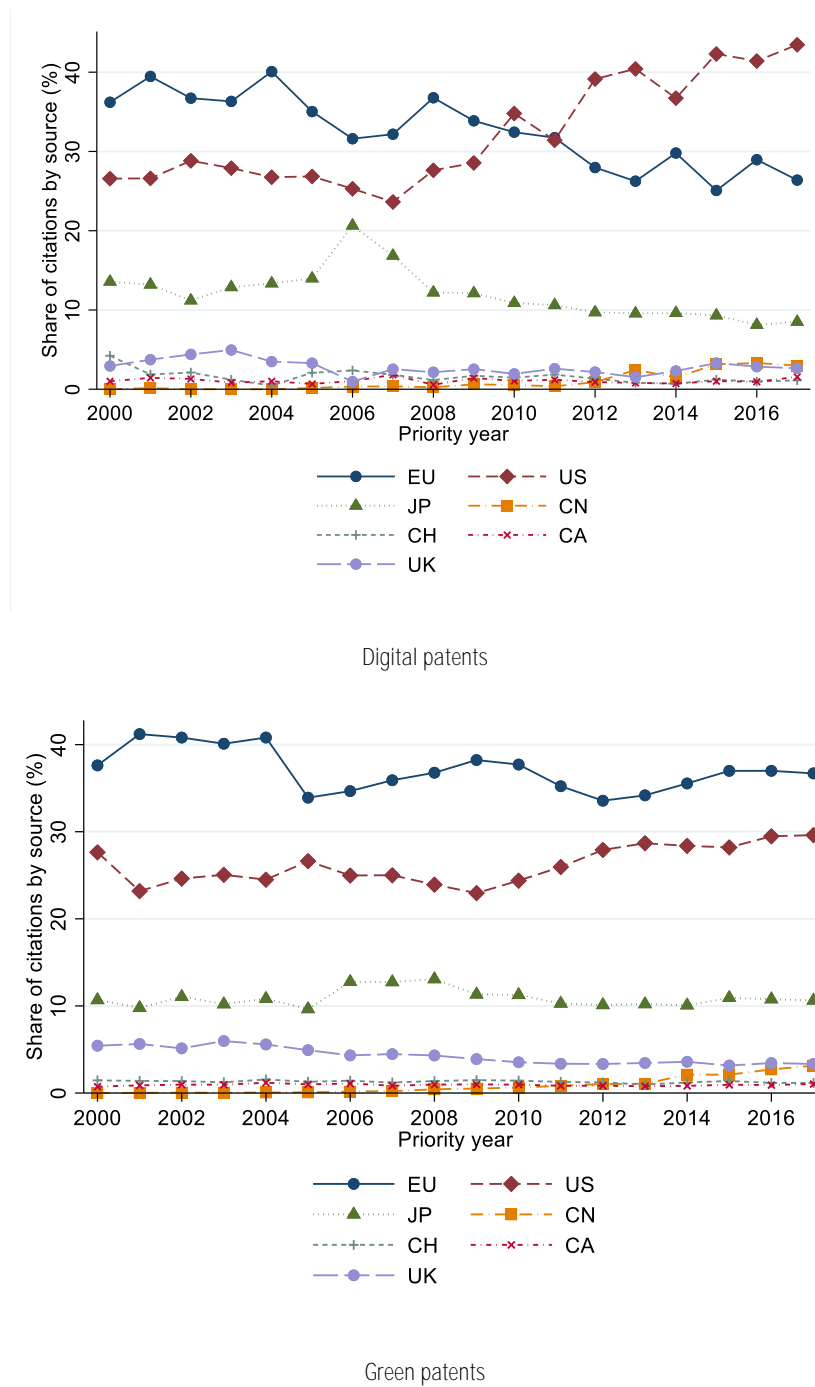 Share of citations by source (%)
40
30
20
10
0
2000 2002 2004 2006 2008 2010 2012 2014 2016
Priority year
EU US
JP CN
CH CA
UK
Digital patents
Share of citations by source (%)
40
30
20
10
0
2000 2002 2004 2006 2008 2010 2012 2014 2016
Priority year
EU US
JP CN
CH CA
UK
Green patents